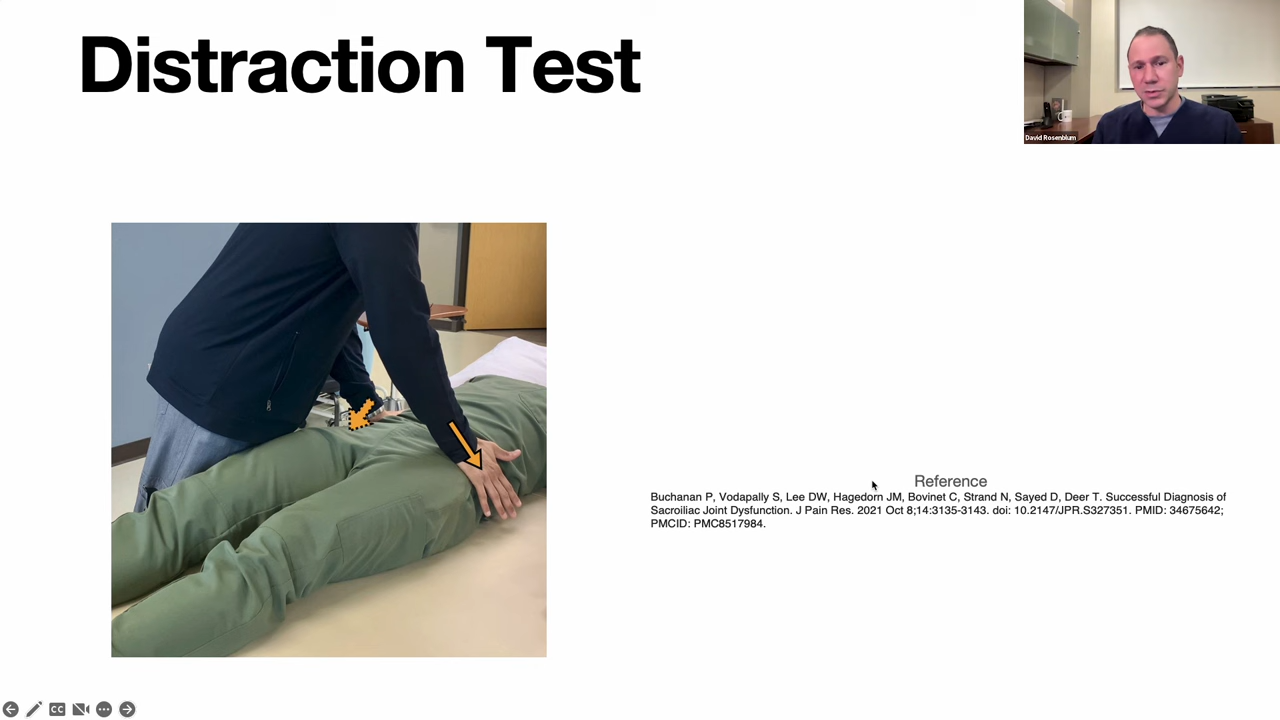 Distraction Test
David Rosenblum
Reference
Buchanan P, Vodapally S, Lee DW, Hagedorn JM, Bovinet C, Strand N, Sayed D, Deer T. Successful Diagnosis of
Sacroiliac Joint Dysfunction. J Pain Res. 2021 Oct 8;14:3135-3143. doi: 10.2147/JPR.S327351. PMID: 34675642;
PMCID: PMC8517984.
CC